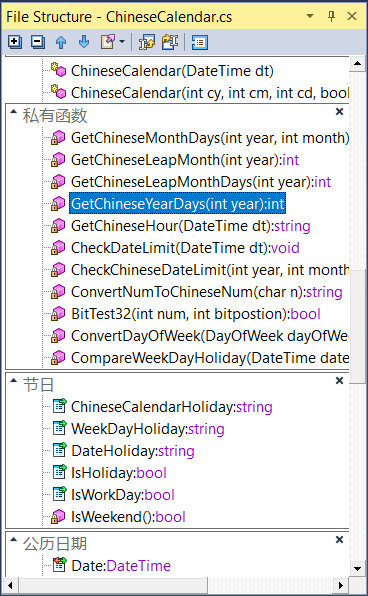 File Structure - ChineseCalendar.cs
ChineseCalendar(DateTime dt)
ChineseCalendar(int cy, int cm, int cd, bool
私有函数
GetChineseMonthDays(int year, int month)
GetChineseLeapMonth(int year):int
GetChineseLeapMonthDays(int year):int
GetChineseYearDays(int year):int
GetChineseHour(DateTime dt):string
CheckDateLimit(DateTime dt):void
CheckChineseDateLimit(int year, int month
ConvertNumToChineseNum(char n):string
BitTest32(int num, int bitpostion):bool
ConvertDayOfWeek(DayOfWeek dayOfWe
CompareWeekDayHoliday(DateTime date
节日
ChineseCalendarHoliday:string
WeekDayHoliday:string
DateHoliday:string
IsHoliday:bool
IsWorkDay:bool
IsWeekend():bool
公历日期
Date:DateTime